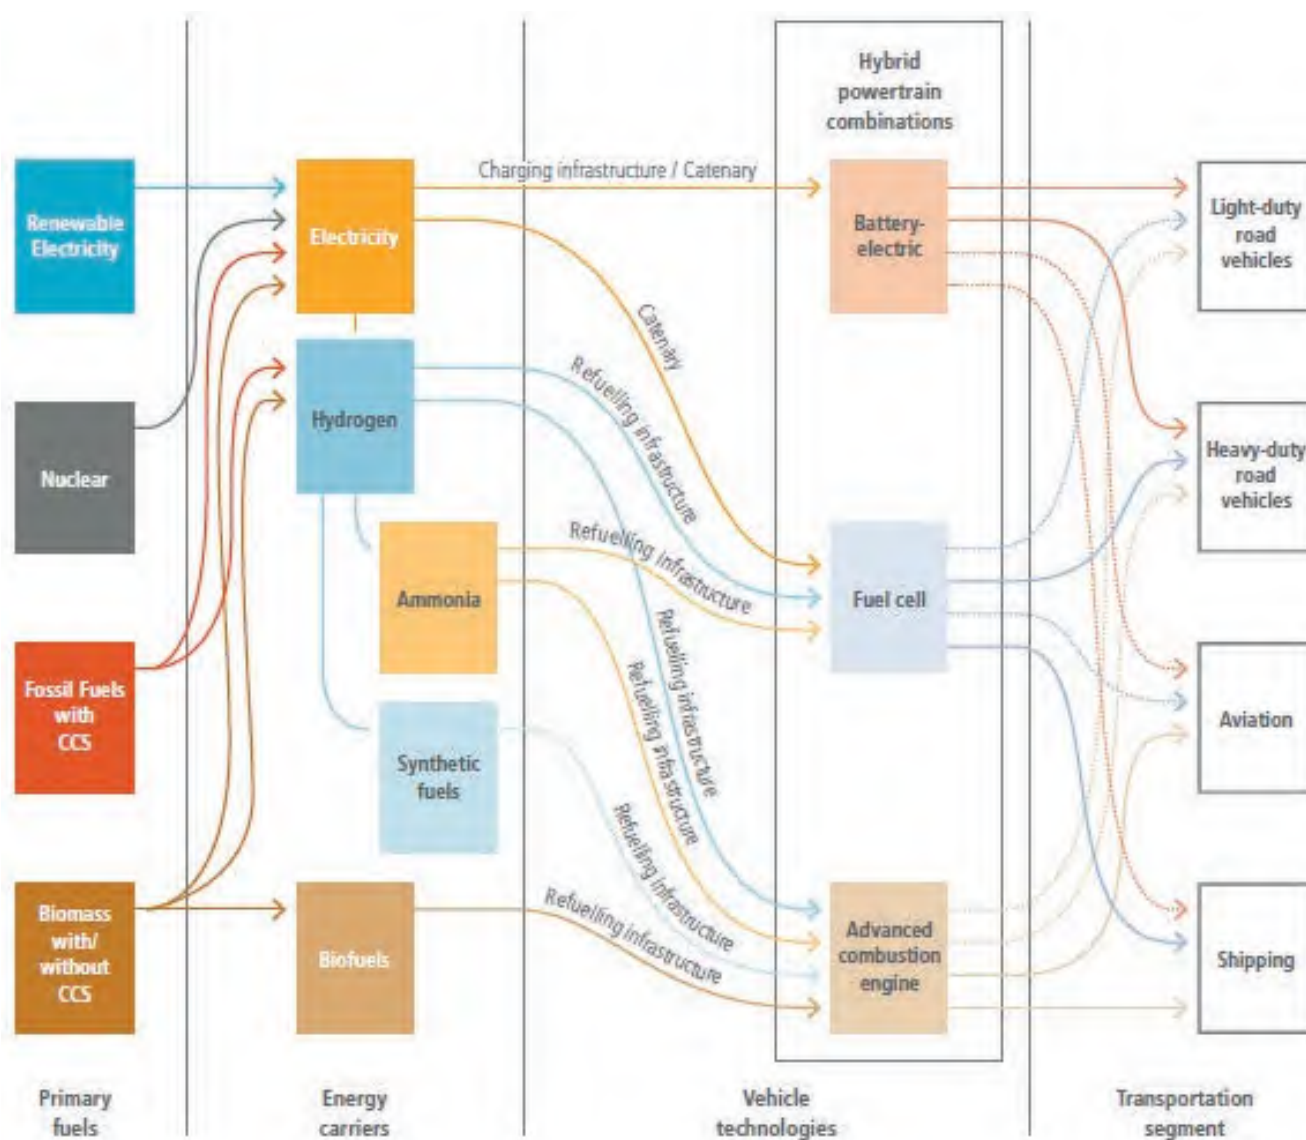 Hybrid
powertrain
combinations
Renewable
Electricity
Nuclear
Fossil Fuels
with
CCS
Biomass
with/
without
CCS
Electricity
Hydrogen
Ammonia
Synthetic
fuels
Biofuels
Charging infrastructure / Catenary
Catenary
Refuelling infrastructure
Refuelling infrastructure
Refuelling infrastructure
Refuelling infrastructure
Refuelling infrastructure
Refuelling infrastructure
Battery-
electric
Fuel cell
Advanced
combustion
engine
Light-duty
road
vehicles
Heavy-duty
road
vehicles
Aviation
Shipping
Primary
fuels
Energy
carriers
Vehicle
technologies
Transportation
segment